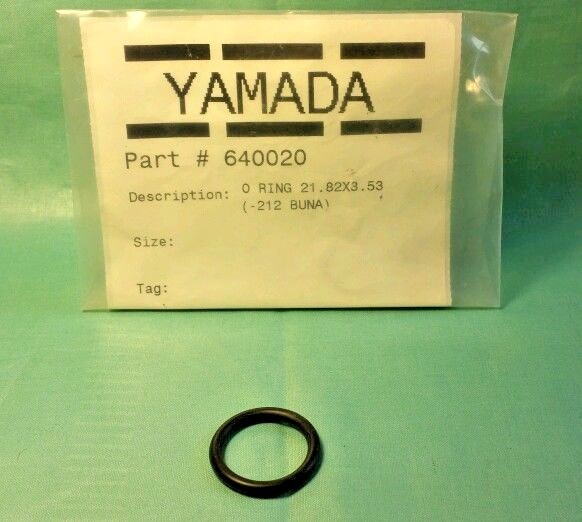 YAMADA
Part # 640020
Description: O RING 21.82X3.53
(-212 BUNA)
Size:
Tag: